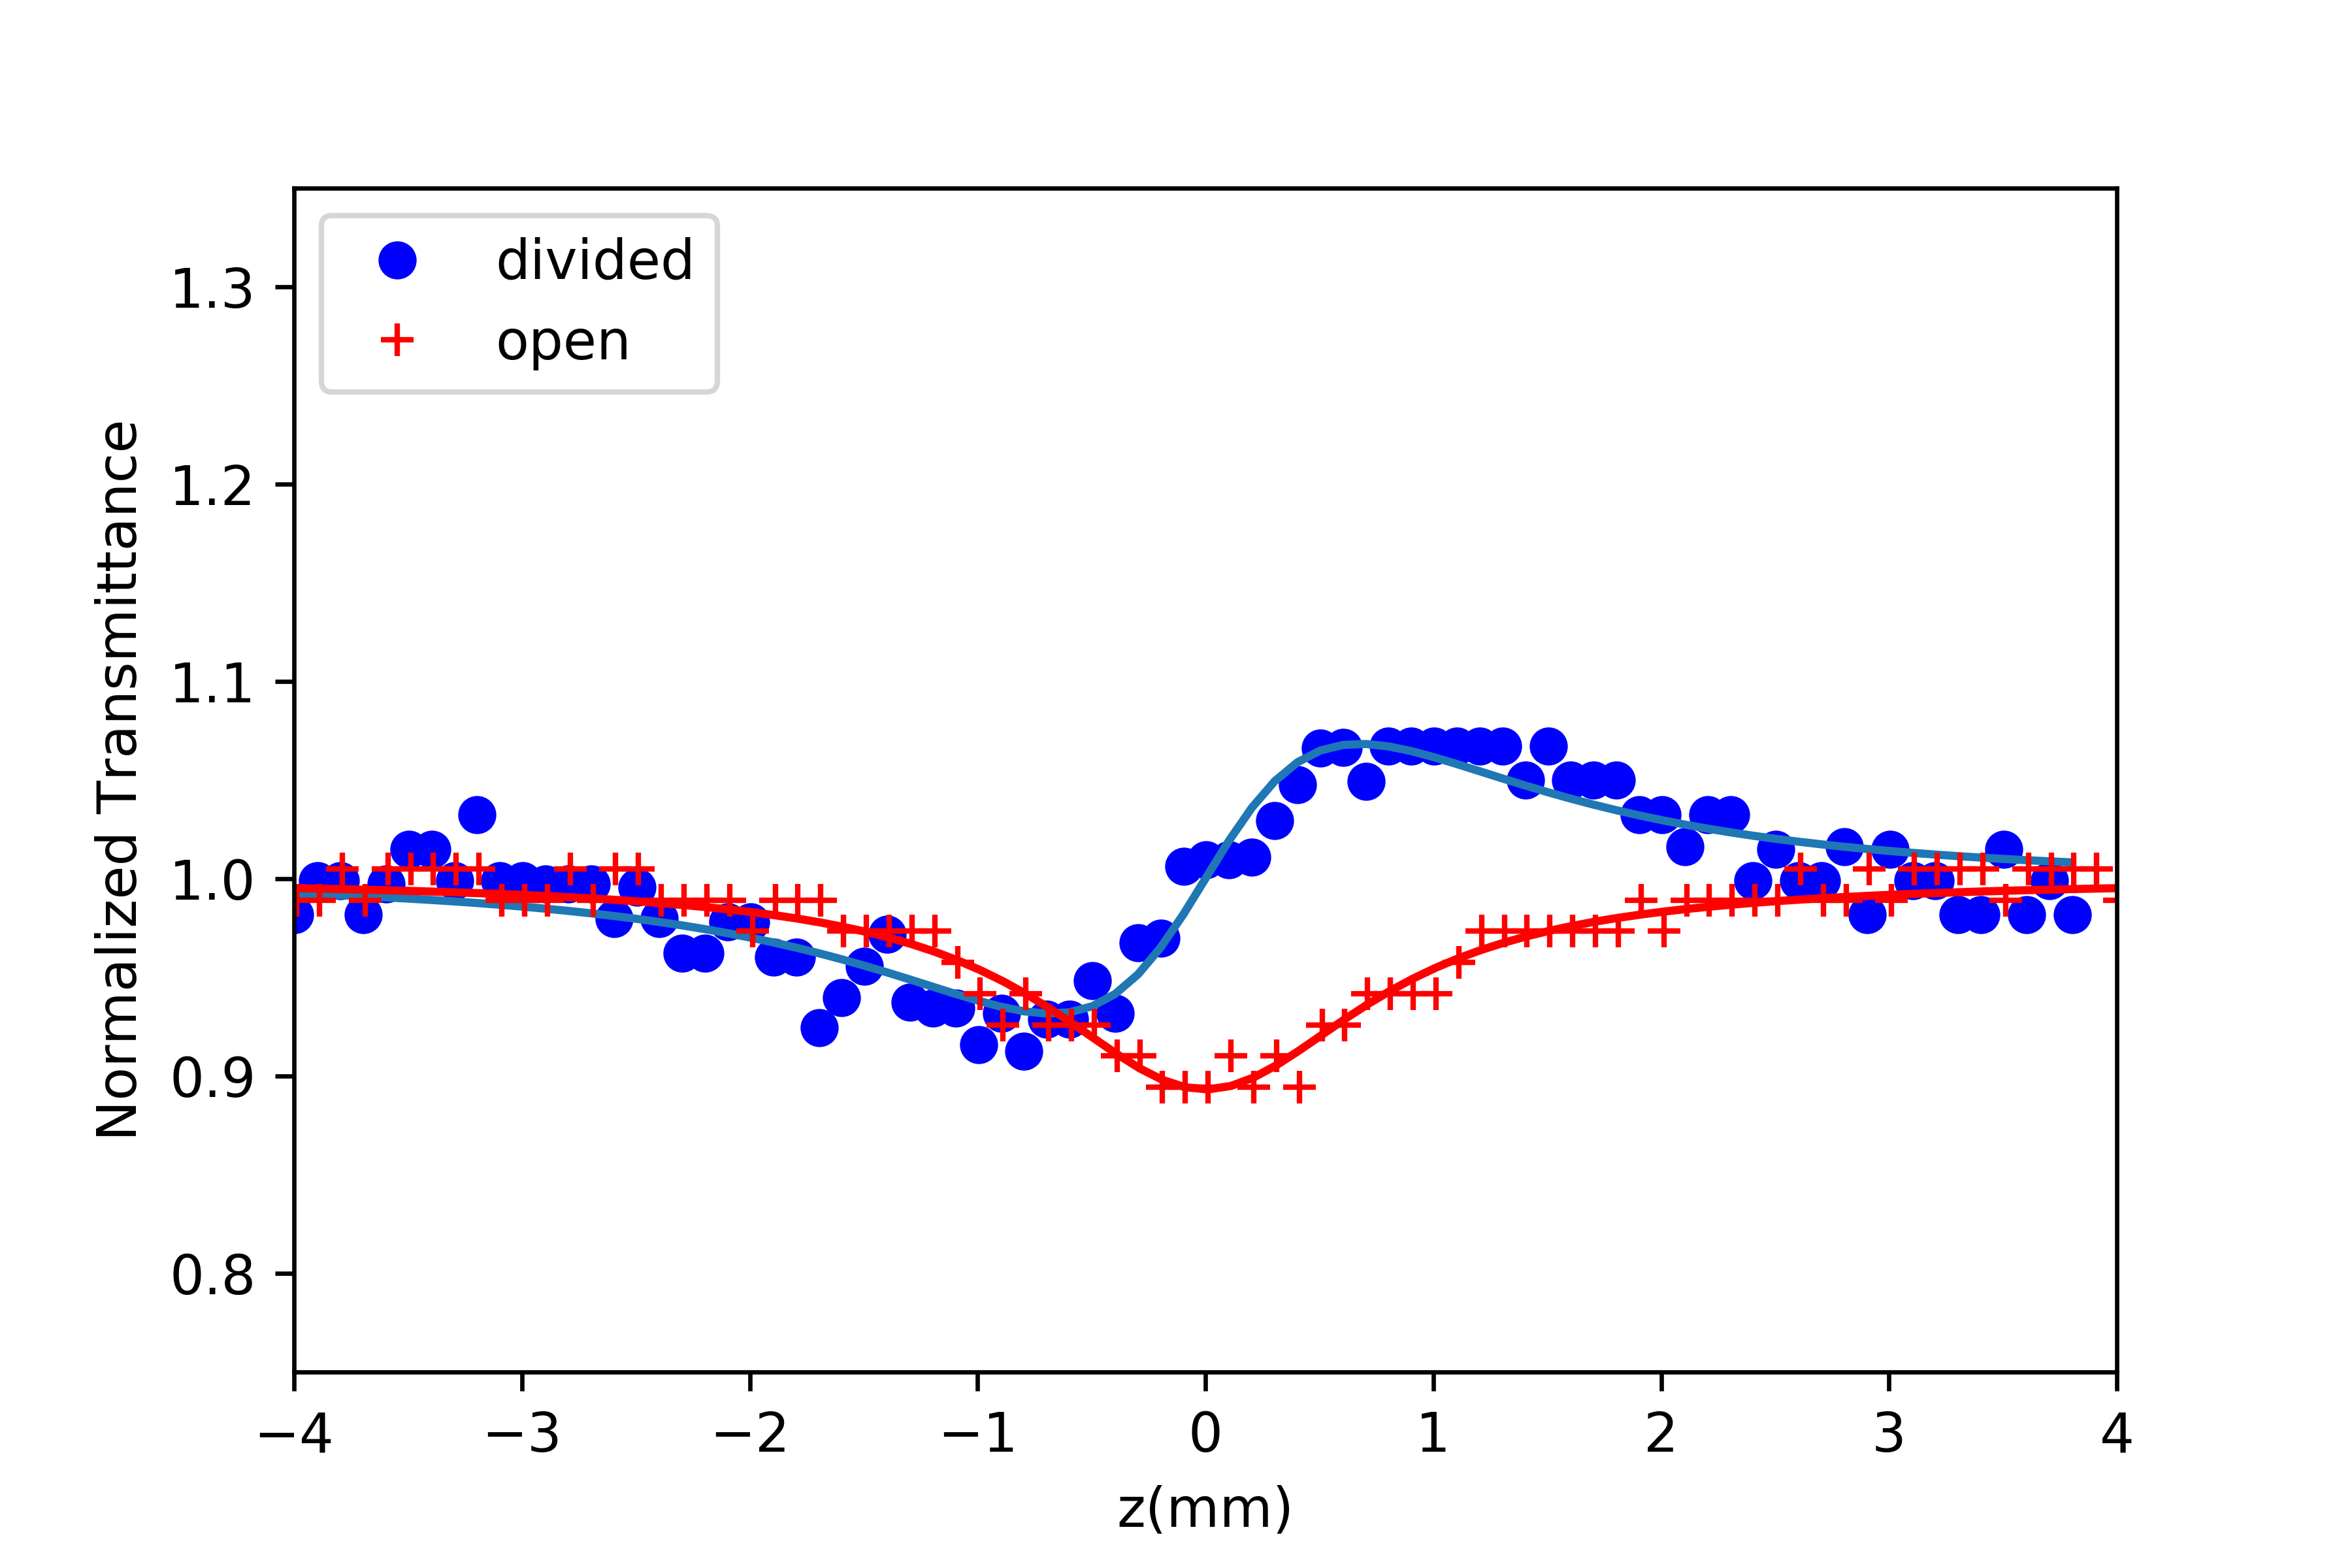 divided
open
1.3
1.2
1.1
1.0
0.9
0.8
Normalized Transmittance
−4 −3 −2 −1 0 1 2 3 4
z(mm)